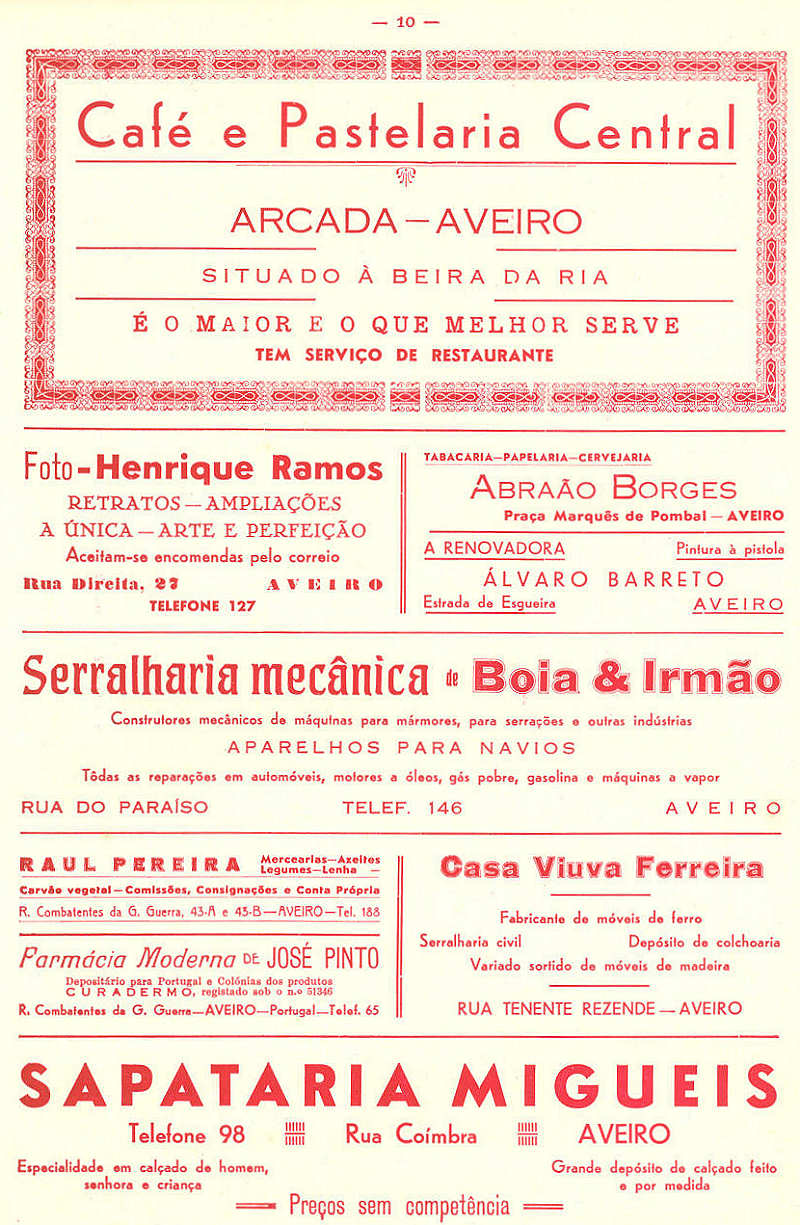 — 10 —
Café e Pastelaria Central
ARCADA — AVEIRO
SITUADO À BEIRA DA RIA
É O MAIOR E O QUE MELHOR SERVE
TEM SERVIÇO DE RESTAURANTE
Foto - Henrique Ramos
RETRATOS — AMPLIAÇÕES
A ÚNICA — ARTE E PERFEIÇÃO
Aceitam-se encomendas pelo correio
Rua Direita, 27 AVEIRO
TELEFONE 127
TABACARIA—PAPELARIA—CERVEJARIA
ABRAÃO BORGES
Praça Marquês de Pombal — AVEIRO
A RENOVADORA Pintura à pistola
ÁLVARO BARRETO
Estrada de Esgueira AVEIRO
Serralharia mecânica de Boia & Irmão
Construtores mecânicos de máquinas para mármores, para serrações e outras indústrias
APARELHOS PARA NAVIOS
Tôdas as reparações em automóveis, motores a óleos, gás pobre, gasolina e máquinas a vapor
RUA DO PARAÍSO TELEF. 146 AVEIRO
RAUL PEREIRA Mercearias—Azeites
Legumes—Lenha —
Carvão vegetal — Comissões, Consignações e Conta Própria
R. Combatentes da G. Guerra, 43-A e 43-B — AVEIRO — Tel. 188
Farmácia Moderna DE JOSÉ PINTO
Depositário para Portugal e Colónias dos produtos
CURADERMO, registado sob o n.o 51346
R. Combatentes da G. Guerra—AVEIRO—Portugal—Telef. 65
Casa Viuva Ferreira
Fabricante de móveis de ferro
Serralharia civil Depósito de colchoaria
Variado sortido de móveis de madeira
RUA TENENTE REZENDE — AVEIRO
SAPATARIA MIGUEIS
Telefone 98 Rua Coímbra AVEIRO
Especialidade em calçado de homem,
senhora e criança
Grande depósito de calçado feito
e por medida
Preços sem competência